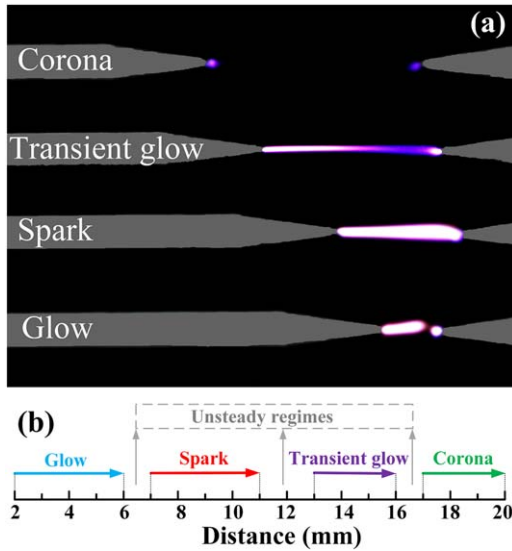 (a)
Corona
Transient glow
Spark
Glow
(b)
Unsteady regimes
Glow
Spark
Transient glow
Corona
2 4 6 8 10 12 14 16 18 20
Distance (mm)